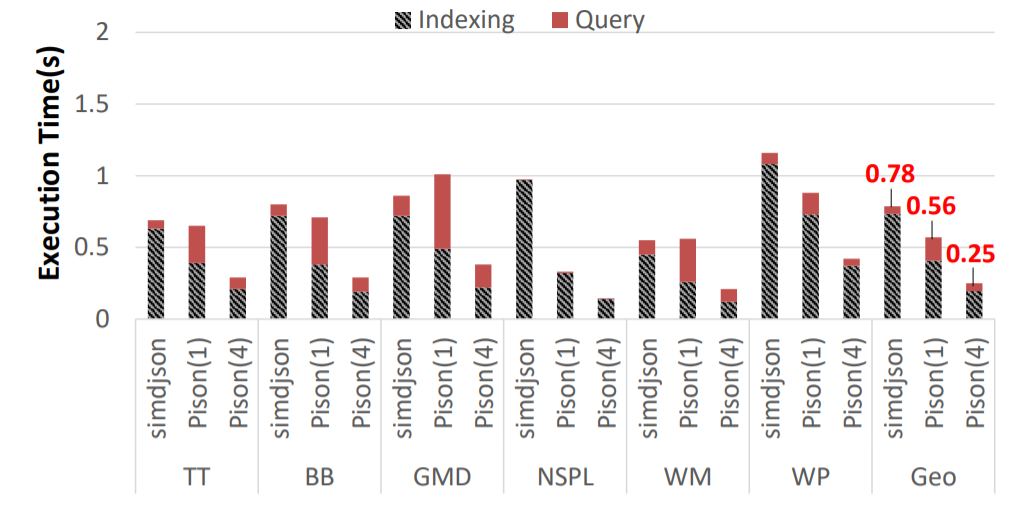 Indexing Query
Execution Time(s)
2
1.5
1
0.5
0
0.78
0.56
0.25
simdjson Pison(1) Pison(4) simdjson Pison(1) Pison(4) simdjson Pison(1) Pison(4) simdjson Pison(1) Pison(4) simdjson Pison(1) Pison(4) simdjson Pison(1) Pison(4) simdjson Pison(1) Pison(4)
TT BB GMD NSPL WM WP Geo